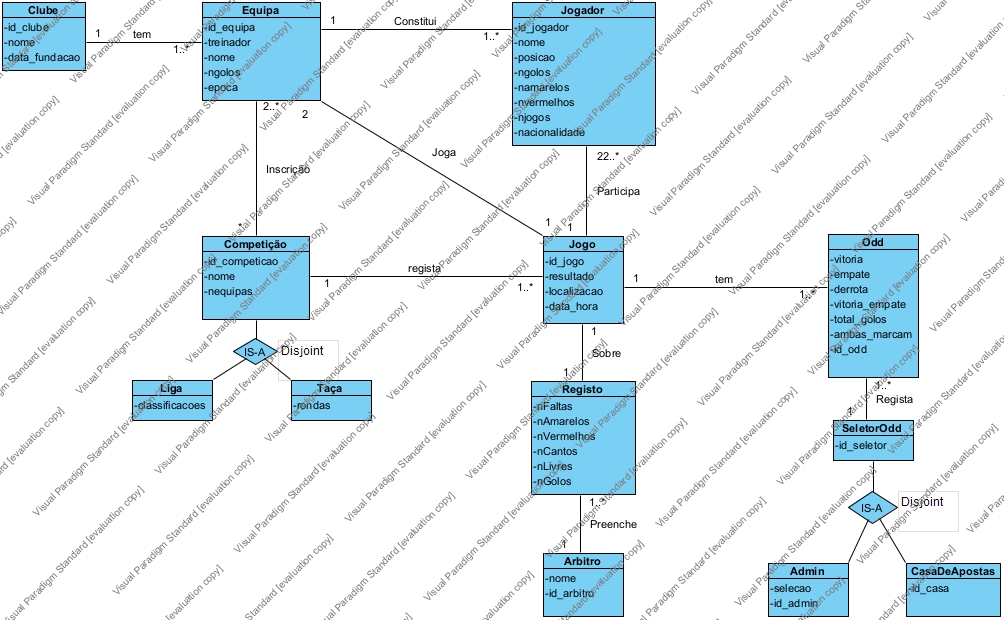 Clube
-id_clube
-nome
-data_fundacao
1
tem
1..*
Equipa
-id_equipa
-treinador
-nome
-ngolos
-epoca
1
Constitui
1..*
Jogador
-id_jogador
-nome
-posicao
-ngolos
-namarelos
-nvermelhos
-njogos
-nacionalidade
2..*
2
Inscrição
*
Joga
1
22..*
Participa
1
Competição
-id_competicao
-nome
-nequipas
1
regista
1..*
Jogo
-id_jogo
-resultado
-localizacao
-data_hora
1
tem
1..*
Odd
-vitoria
-empate
-derrota
-vitoria_empate
-total_golos
-ambas_marcam
-id_odd
IS-A
Disjoint
Liga
-classificacoes
Taça
-rondas
1
Sobre
1
Registo
-nFaltas
-nAmarelos
-nVermelhos
-nCantos
-nLivres
-nGolos
Preenche
1
Arbitro
-nome
-id_arbitro
Regista
1
SeletorOdd
-id_seletor
IS-A
Disjoint
Admin
-selecao
-id_admin
CasaDeApostas
-id_casa
Visual Paradigm Standard [evaluation copy]